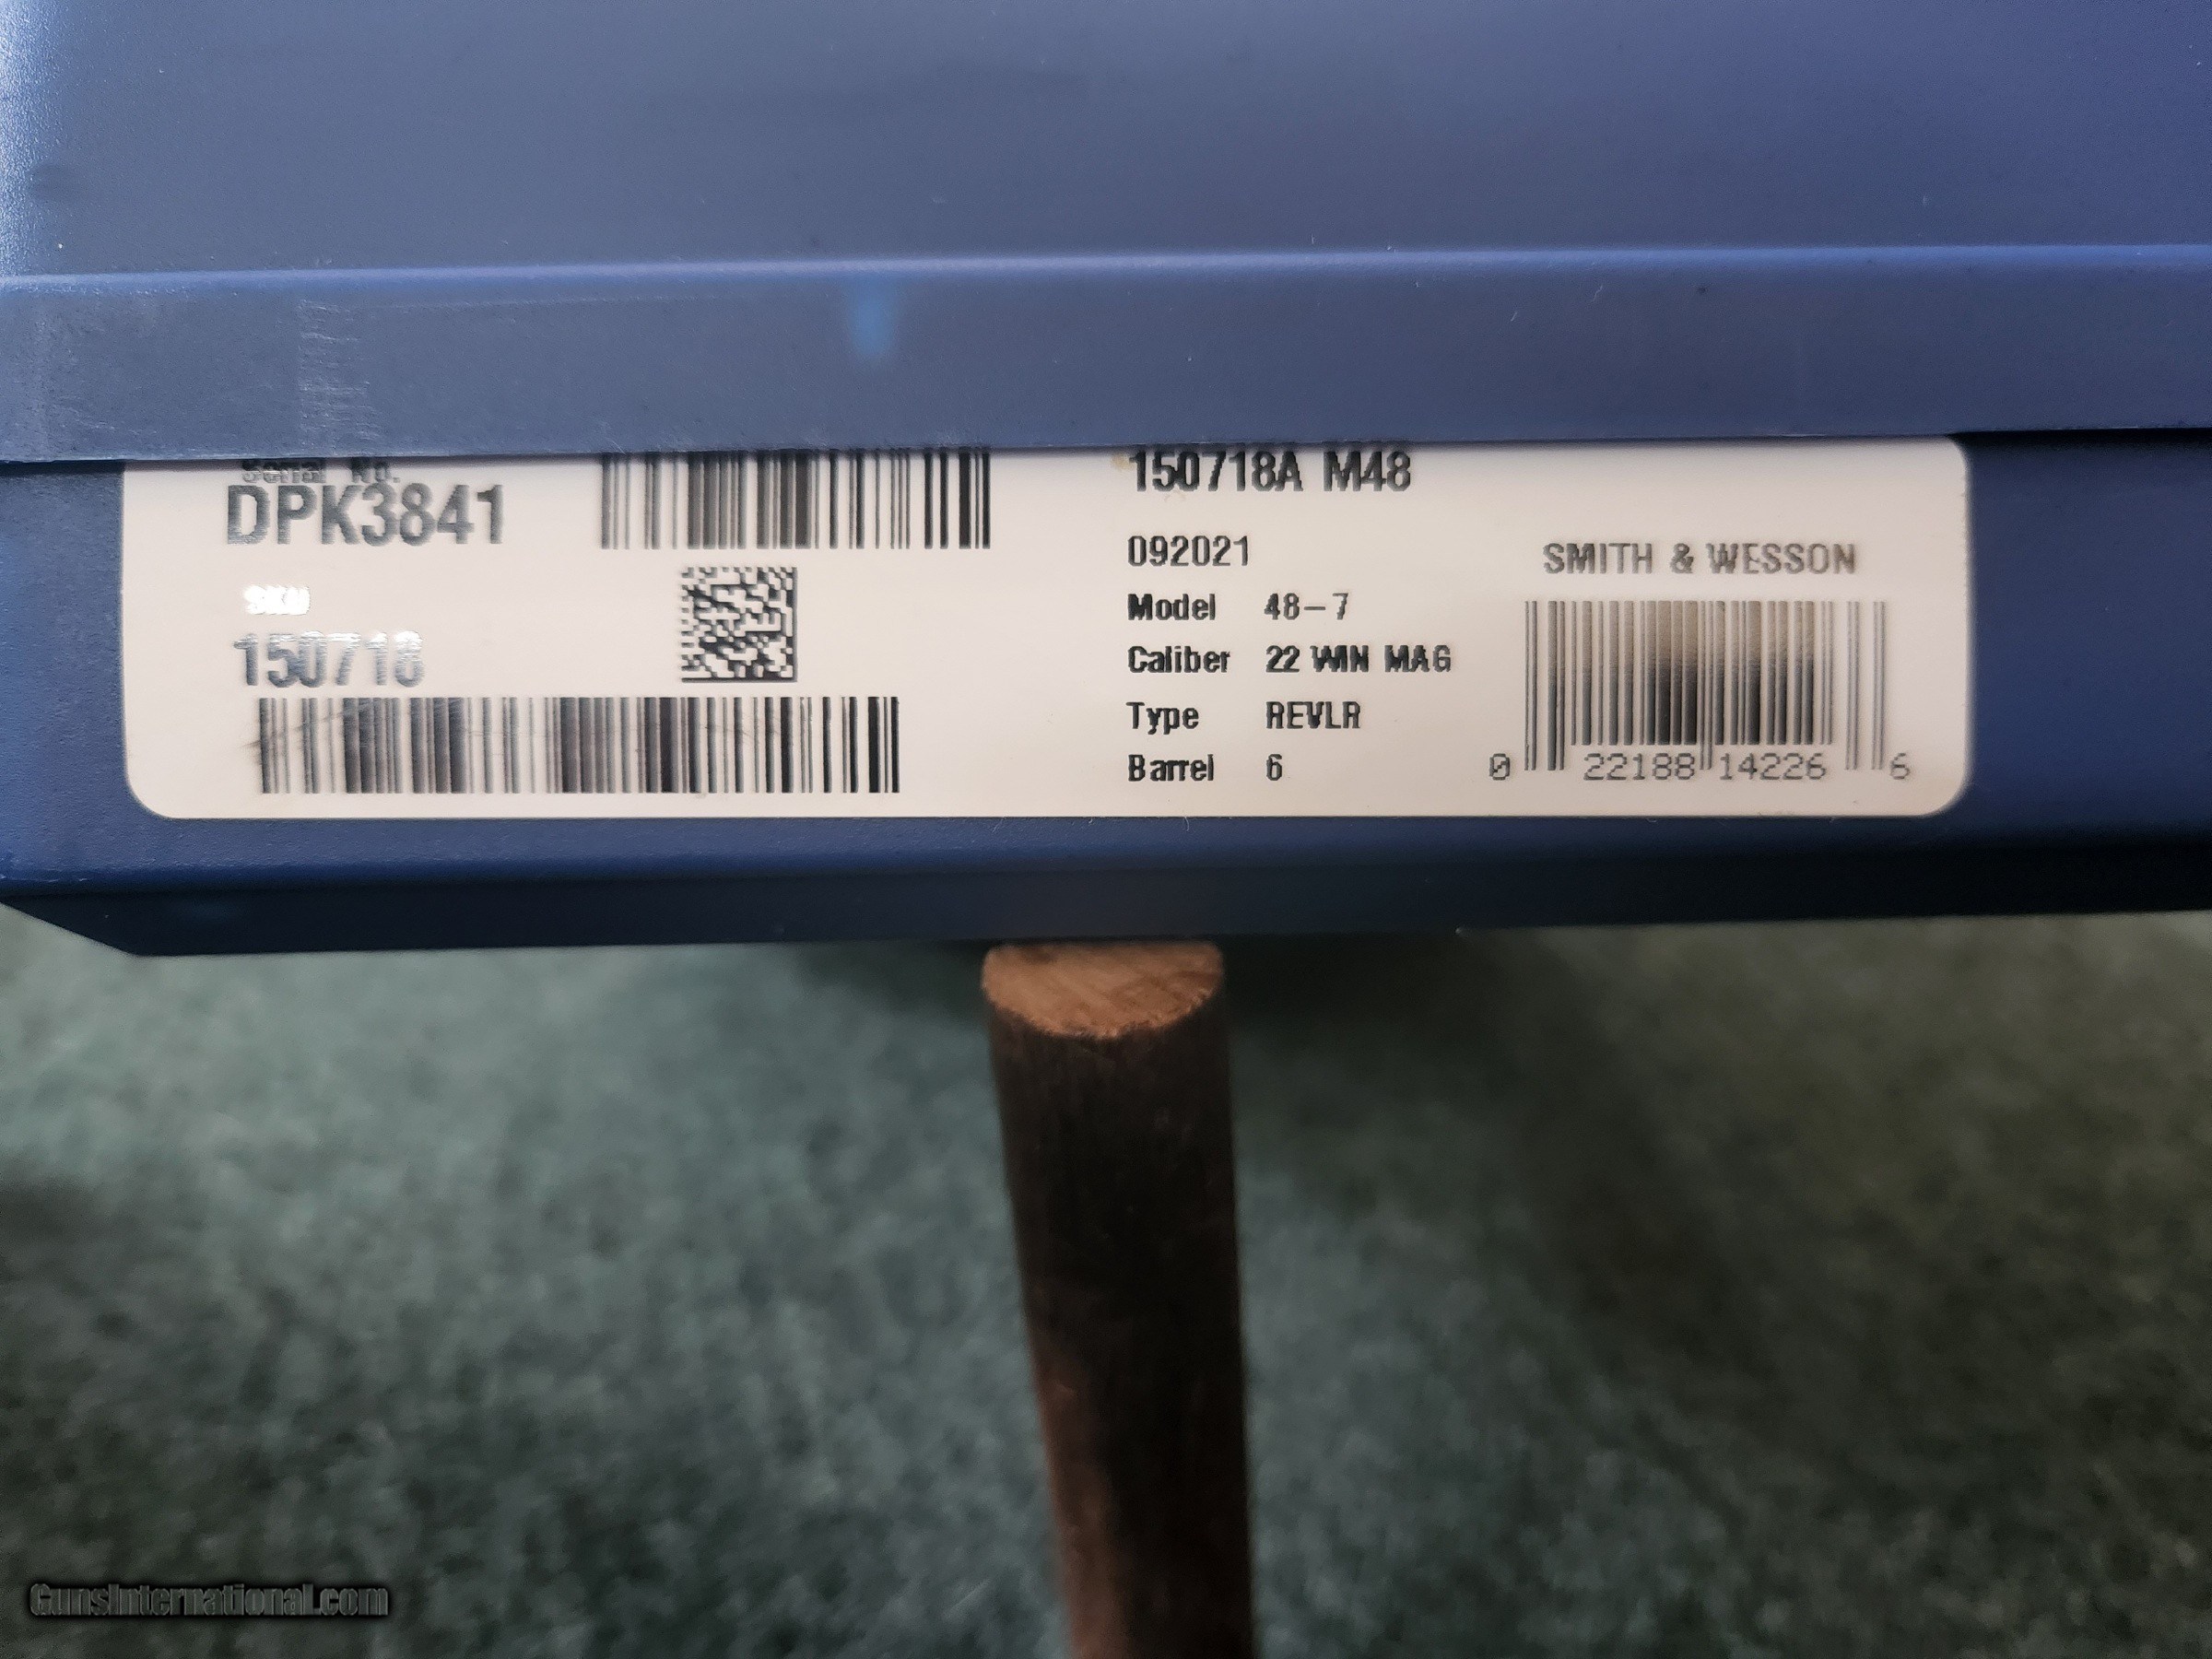 Serial No.
DPK3841
SKU
150718
150718A M48
092021
Model 48-7
Caliber 22 WIN MAG
Type REVLR
Barrel 6
SMITH & WESSON
0 22188 14226 6
GunsInternational.com